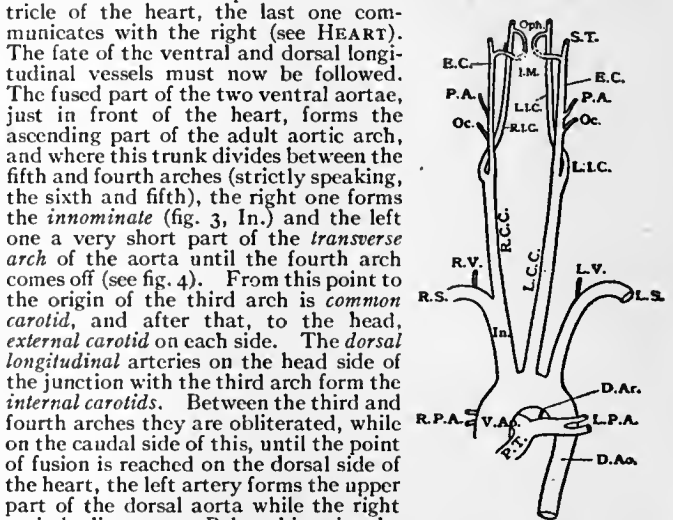 tricle of the heart, the last one com-
municates with the right (see HEART).
The fate of the ventral and dorsal longi-
tudinal vessels must now be followed.
The fused part of the two ventral aortae,
just in front of the heart, forms the
ascending part of the adult aortic arch,
and where this trunk divides between the
fifth and fourth arches (strictly speaking,
the sixth and fifth), the right one forms
the innominate (fig. 3, In.) and the left
one a very short part of the transverse
arch of the aorta until the fourth arch
comes off (see fig. 4). From this point to
the origin of the third arch is common
carotid, and after that, to the head,
external carotid on each side. The dorsal
longitudinal arteries on the head side of
the junction with the third arch form the
internal carotids. Between the third and
fourth arches they are obliterated, while
on the caudal side of this, until the point
of fusion is reached on the dorsal side of
the heart, the left artery forms the upper
part of the dorsal aorta while the right
Oph.
S.T.
E.C.
I.M.
E.C.
P.A.
L.I.C.
P.A.
Oc.
R.I.C.
Oc.
L.I.C.
R.C.C.
L.C.C.
R.V.
L.V.
R.S.
L.S.
In.
D.Ar.
R.P.A.
V.Ao.
L.P.A.
P.T.
D.Ao.